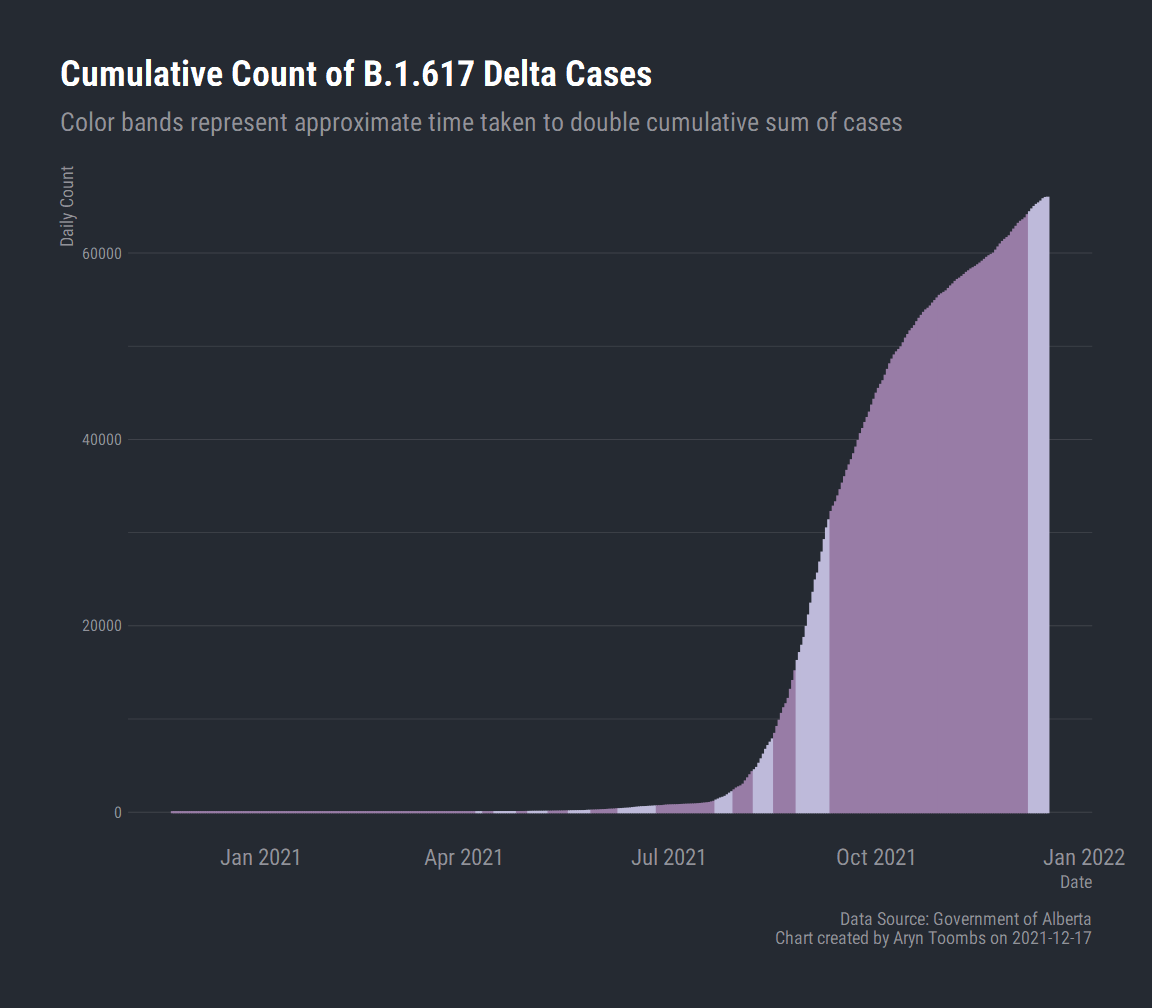 Cumulative Count of B.1.617 Delta Cases
Color bands represent approximate time taken to double cumulative sum of cases
Daily Count
60000
40000
20000
0
Jan 2021
Apr 2021
Jul 2021
Oct 2021
Jan 2022
Date
Data Source: Government of Alberta
Chart created by Aryn Toombs on 2021-12-17